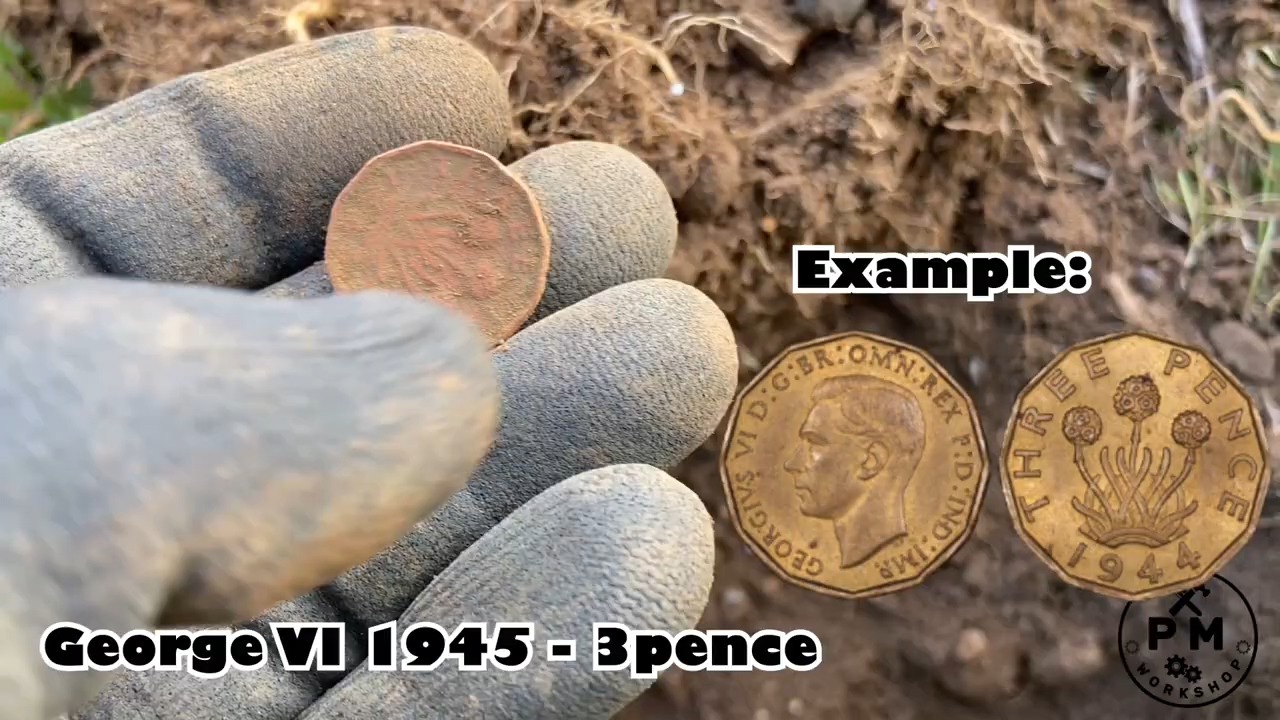 Example:
GEORGIVS VI D:G:BR:OMN:REX F:D:IND:IMP.
THREE PENCE
1944
George VI 1945 - 3pence
PM
WORKSHOP